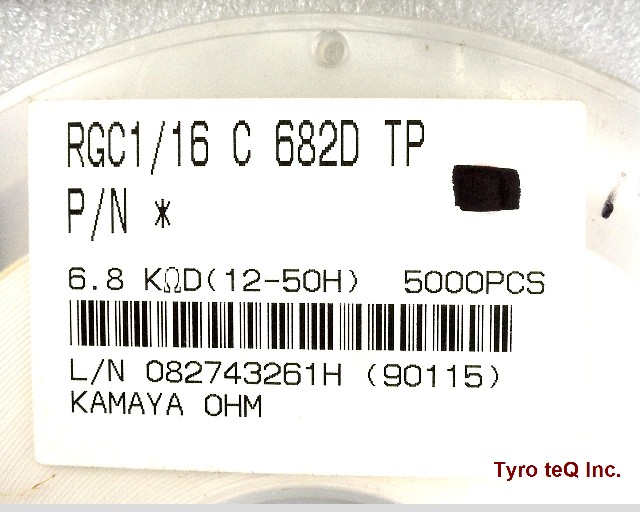 RGC1/16 C 682D TP
P/N *
6.8 KΩD(12-50H) 5000PCS
L/N 082743261H (90115)
KAMAYA OHM
Tyro teQ Inc.